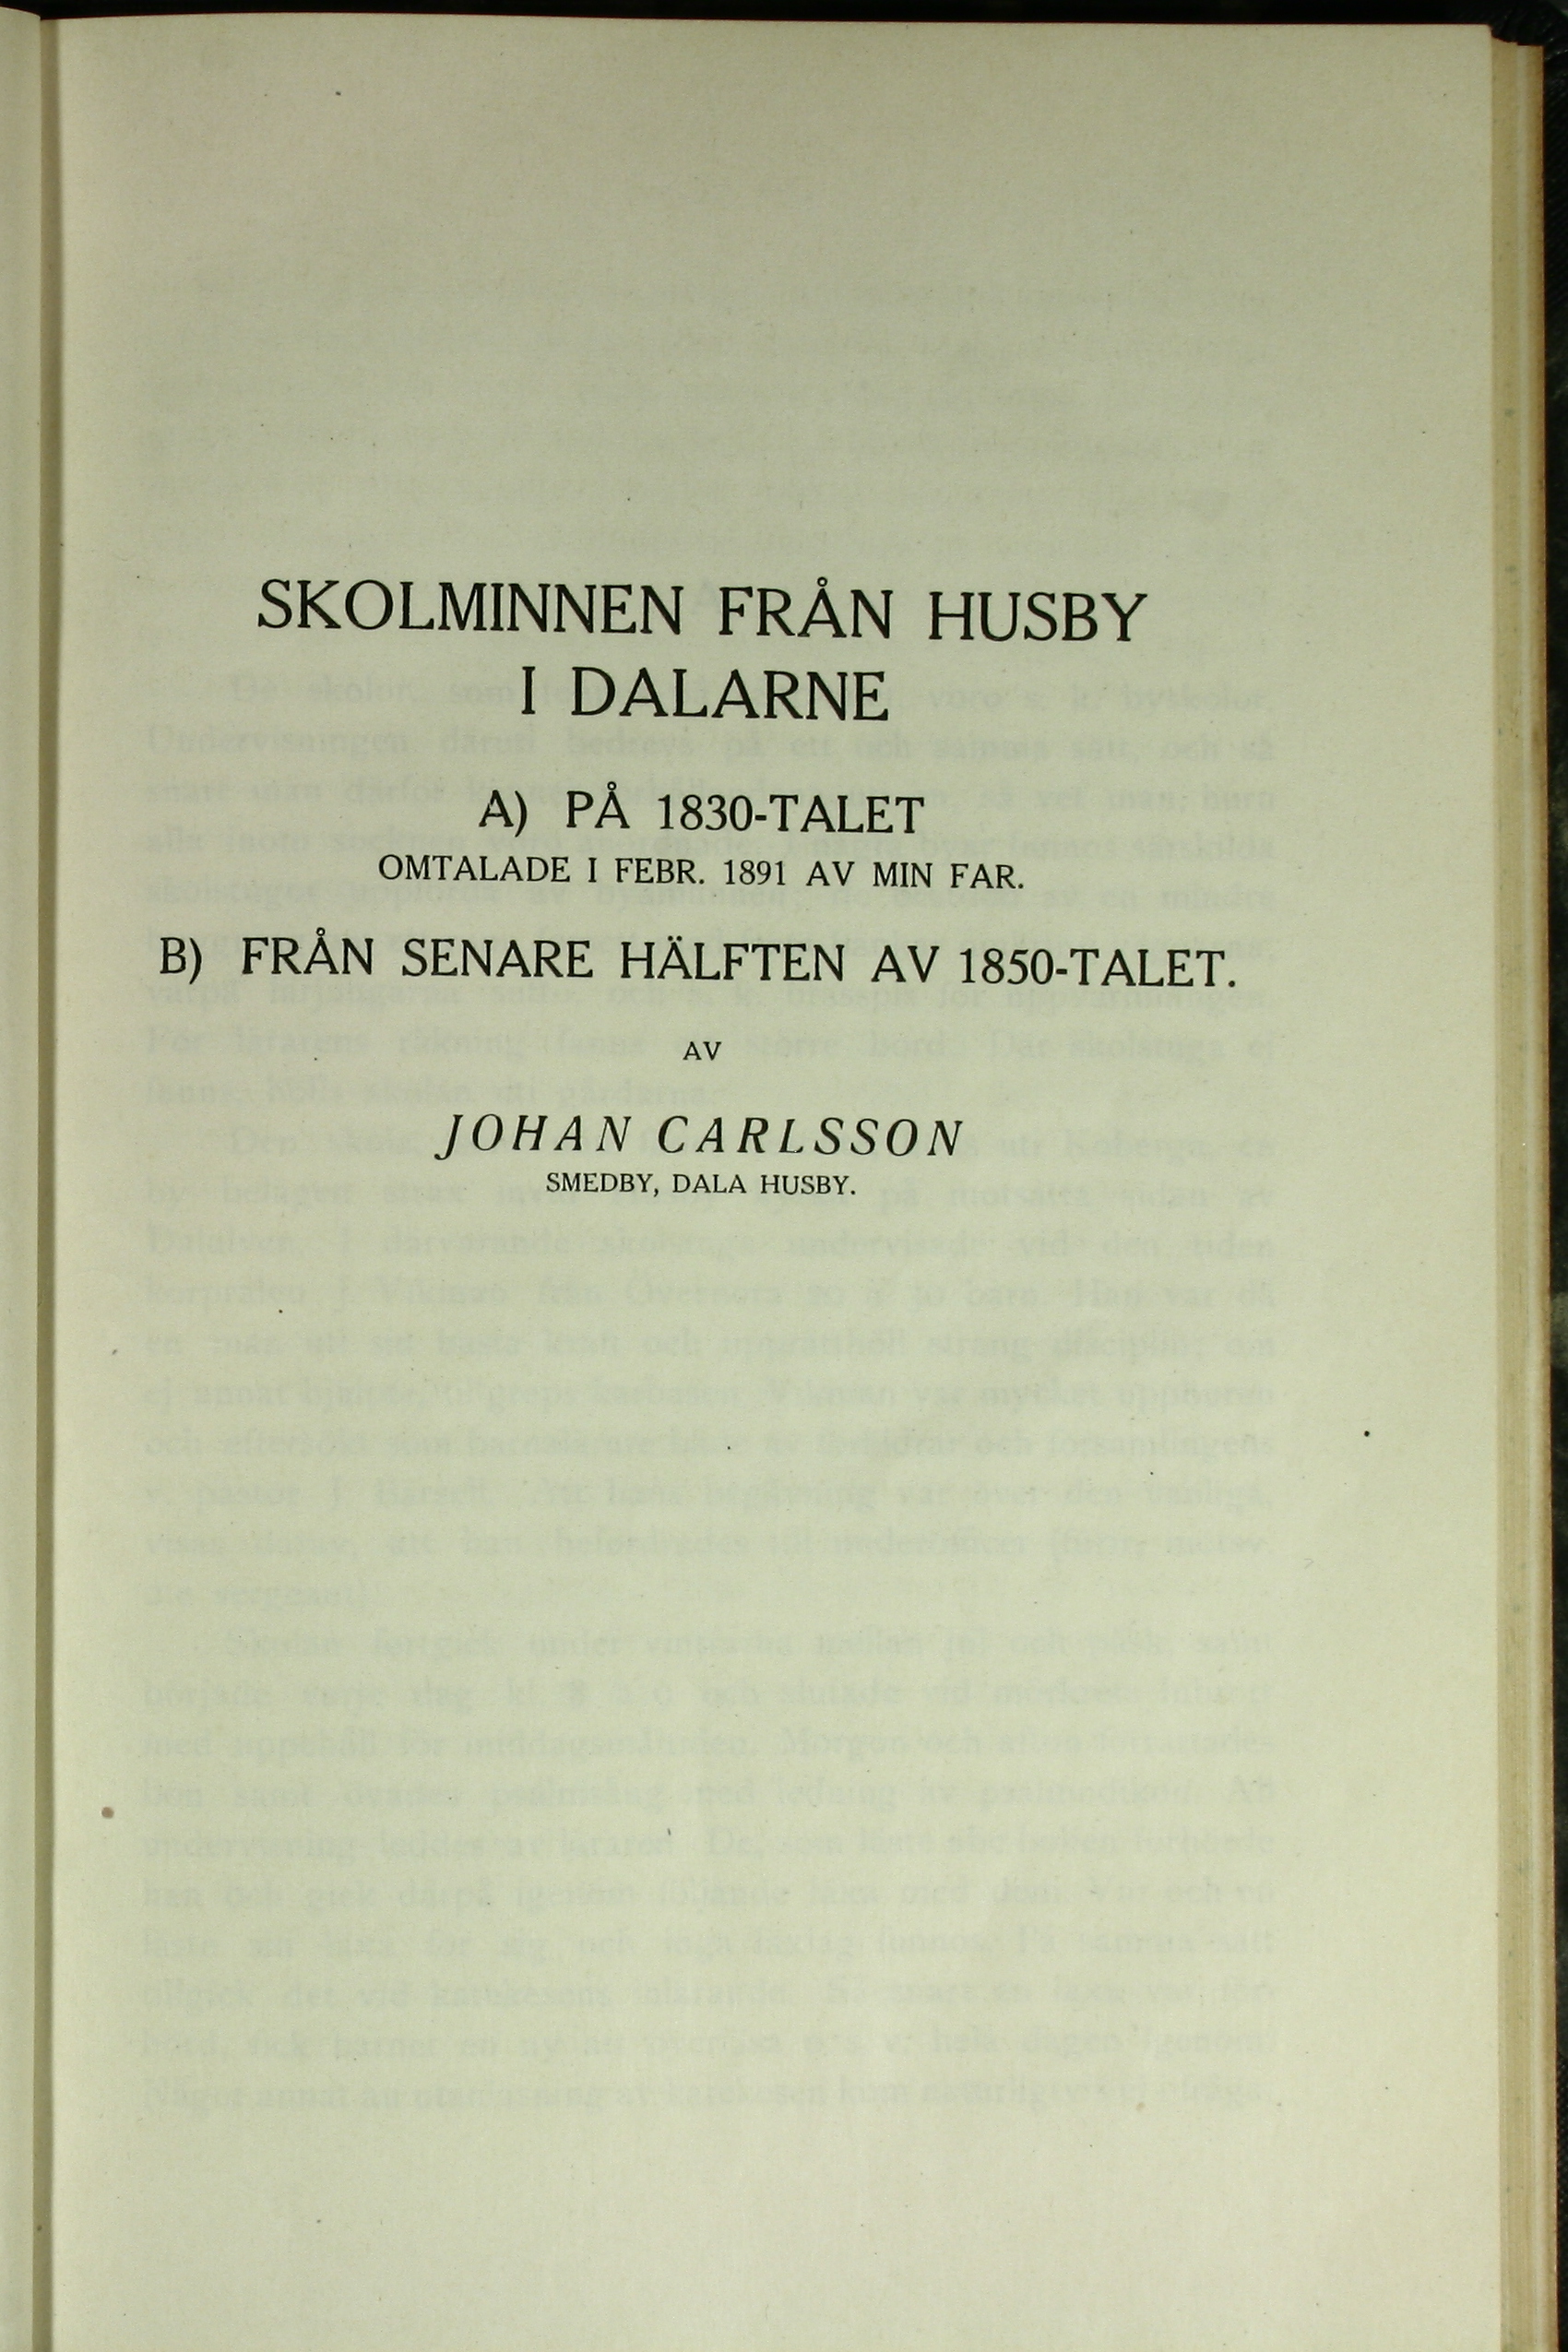 SKOLMINNEN FRÅN HUSBY
I DALARNE
A) PÅ 1830-TALET
OMTALADE I FEBR. 1891 AV MIN FAR.
B) FRÅN SENARE HÄLFTEN AV 1850-TALET.
AV
JOHAN CARLSSON
SMEDBY, DALA HUSBY.